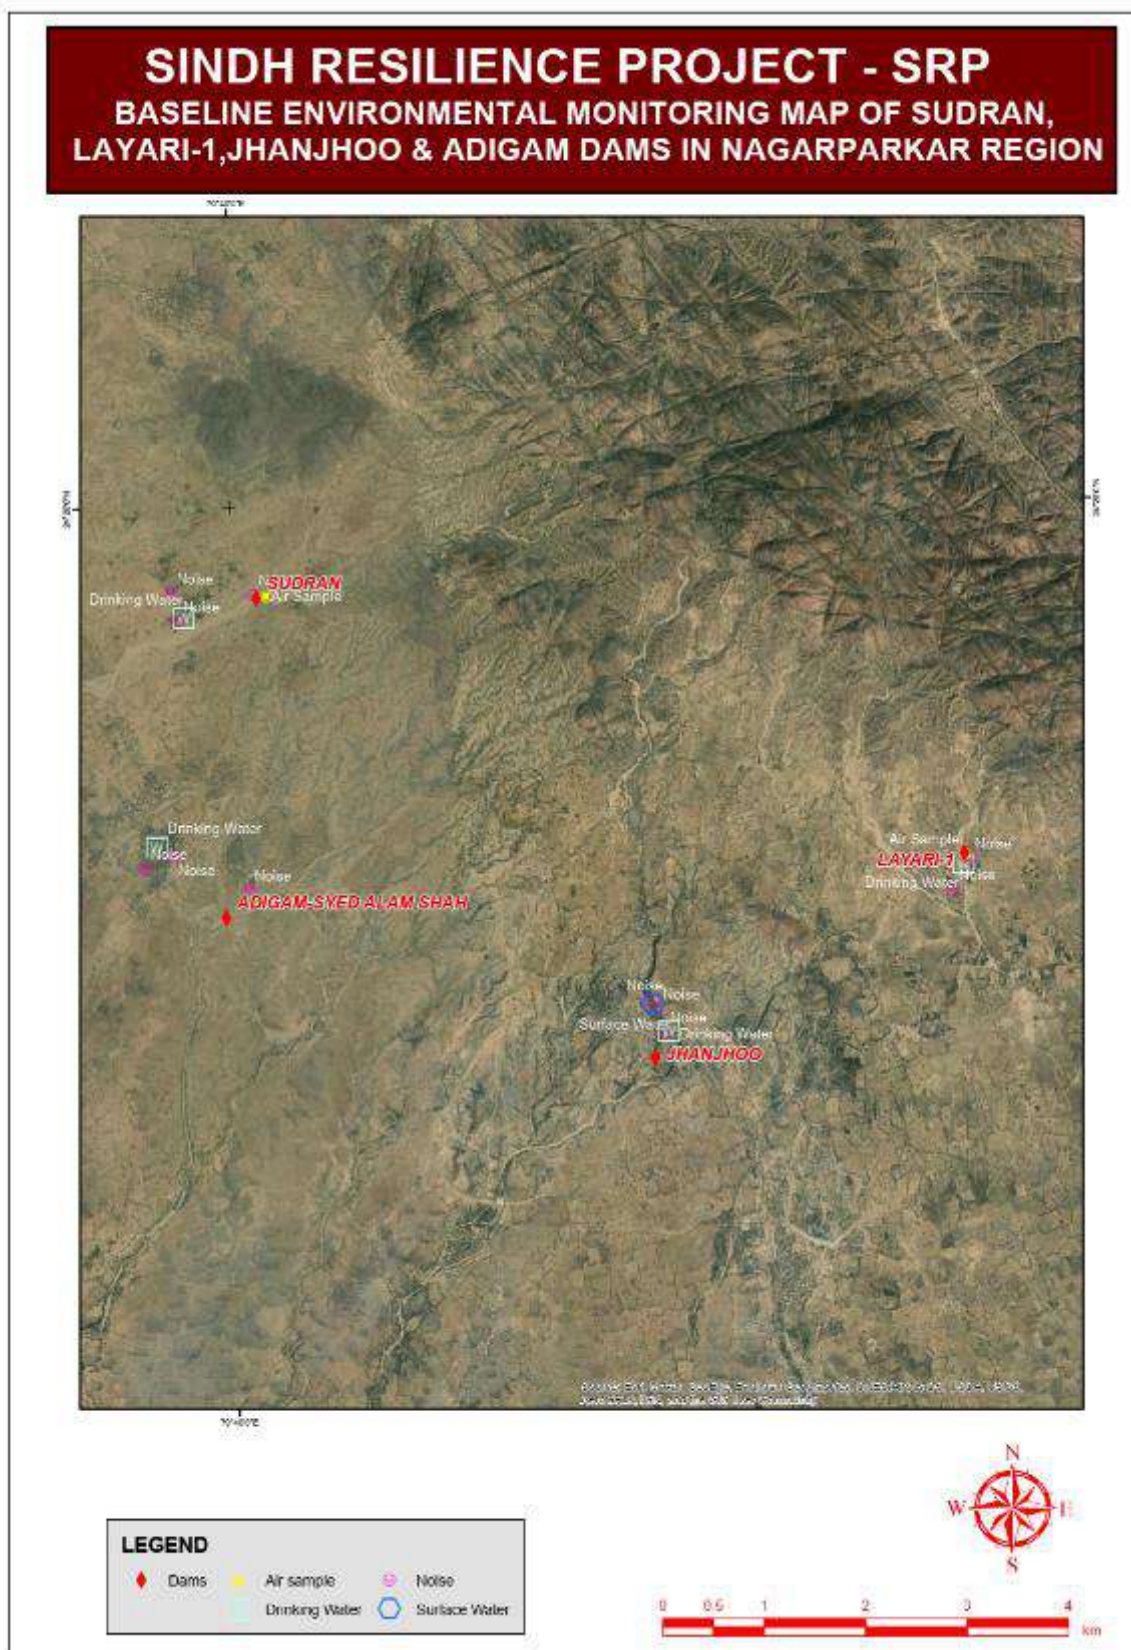 SINDH RESILIENCE PROJECT - SRP
BASELINE ENVIRONMENTAL MONITORING MAP OF SUDRAN,
LAYARI-1,JHANJHOO & ADIGAM DAMS IN NAGARPARKAR REGION
Noise
SUDRAN
Drinking Water
Noise
Air Sample
Drinking Water
Noise
Noise
Noise
ADIGAM-SYED ALAM SHAH
Air Sample
Noise
LAYARI-1
Drinking Water
Noise
Noise
Noise
Noise
Surface Water
Drinking Water
JHANJHOO
N
W
E
S
LEGEND
Dams
Air sample
Noise
Drinking Water
Surface Water
0 0.5 1 2 3 4
km